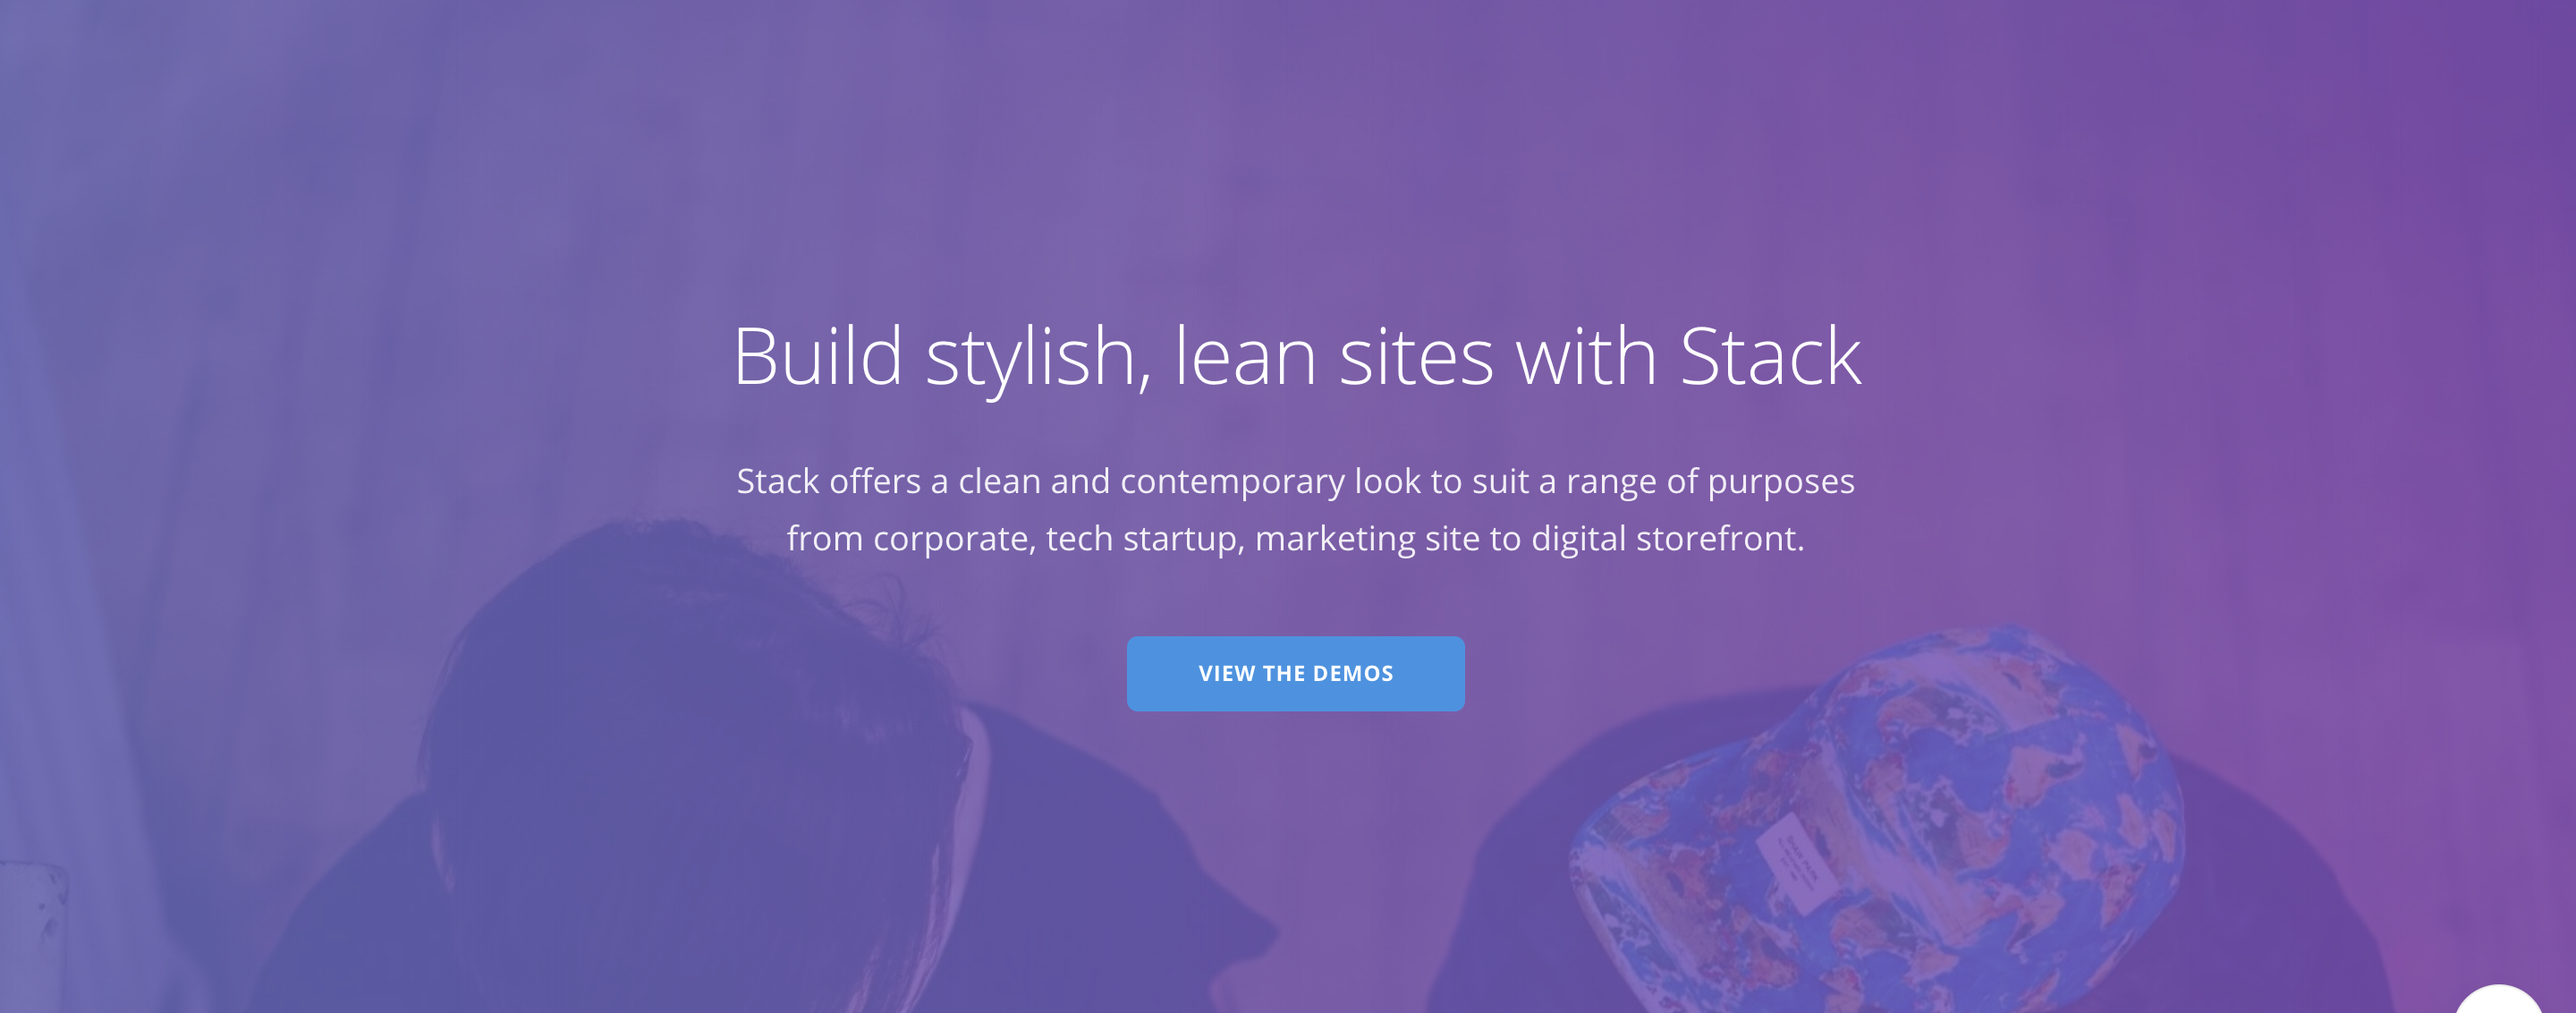 Build stylish, lean sites with Stack
Stack offers a clean and contemporary look to suit a range of purposes
from corporate, tech startup, marketing site to digital storefront.
VIEW THE DEMOS